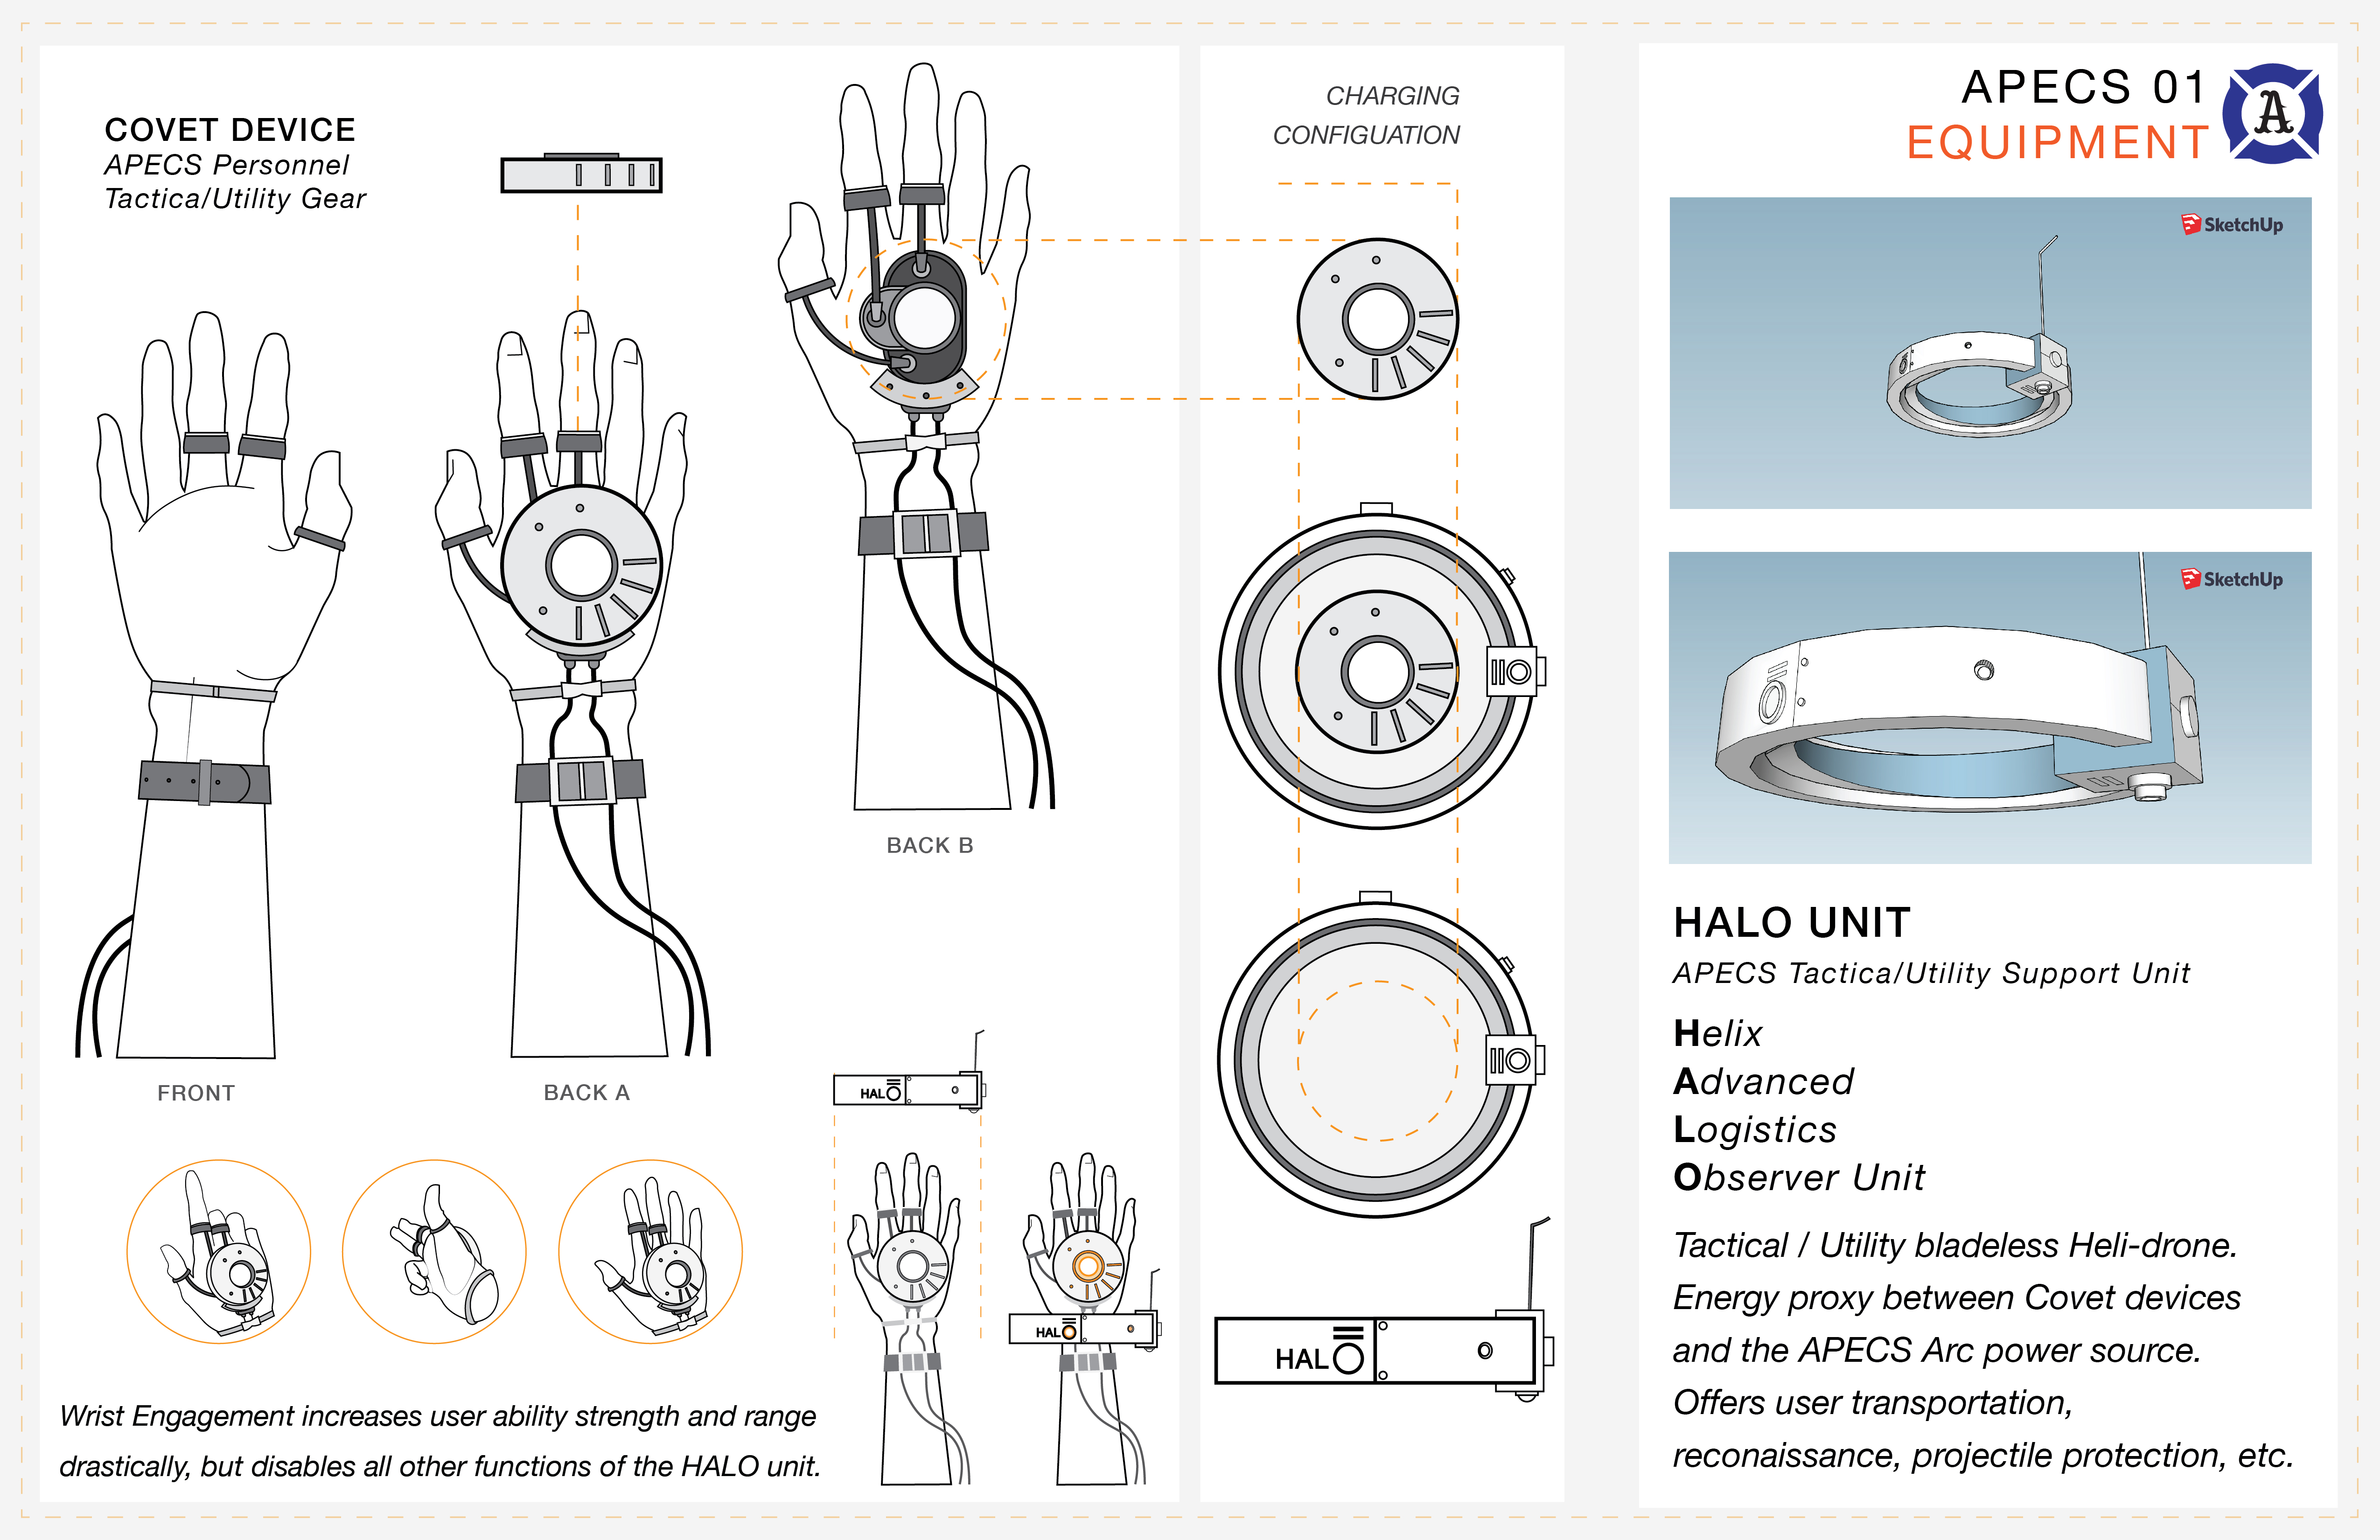 COVET DEVICE
APECS Personnel
Tactica/Utility Gear
FRONT
BACK A
BACK B
HALO
HALO
Wrist Engagement increases user ability strength and range
drastically, but disables all other functions of the HALO unit.
CHARGING
CONFIGUATION
HALO
APECS 01
EQUIPMENT
A
SketchUp
SketchUp
HALO UNIT
APECS Tactica/Utility Support Unit
Helix
Advanced
Logistics
Observer Unit
Tactical / Utility bladeless Heli-drone.
Energy proxy between Covet devices
and the APECS Arc power source.
Offers user transportation,
reconaissance, projectile protection, etc.